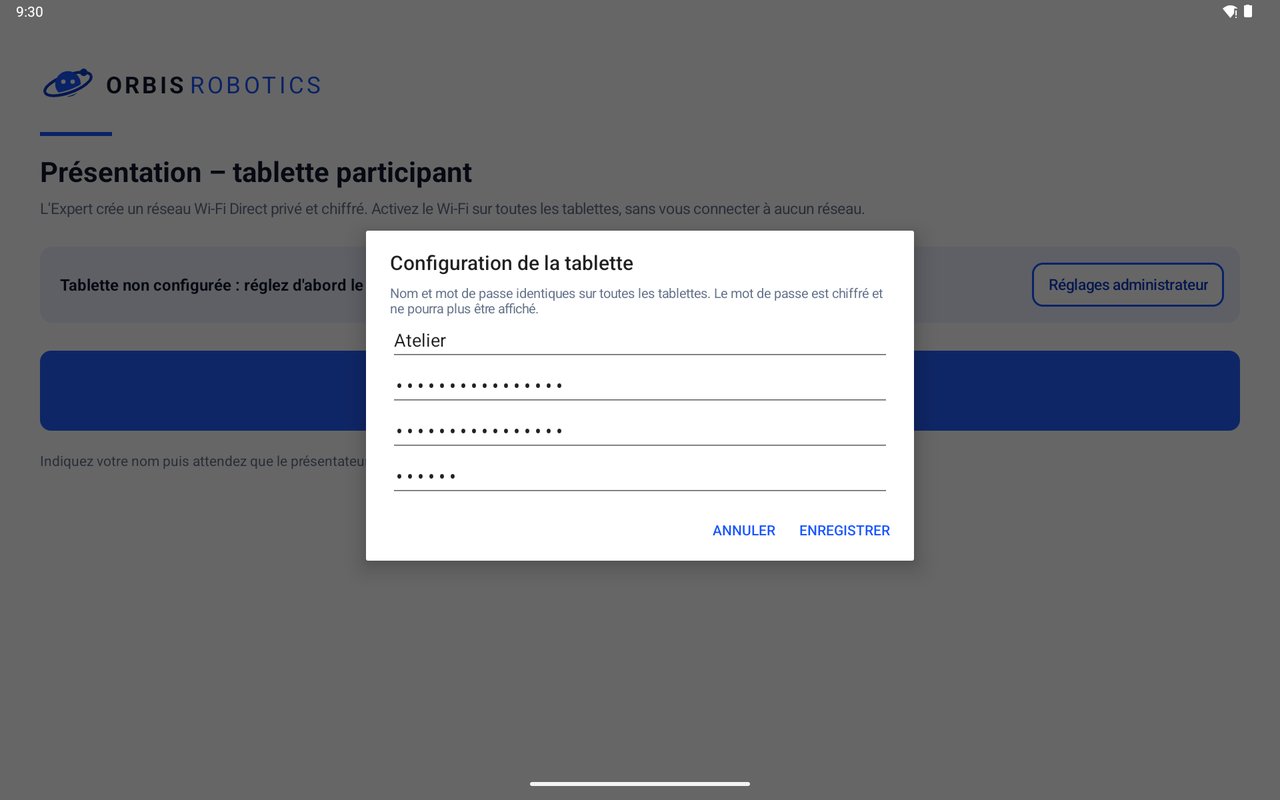 9:30
ORBIS ROBOTICS
Présentation – tablette participant
L'Expert crée un réseau Wi-Fi Direct privé et chiffré. Activez le Wi-Fi sur toutes les tablettes, sans vous connecter à aucun réseau.
Tablette non configurée : réglez d'abord le
Réglages administrateur
Indiquez votre nom puis attendez que le présentateur
Configuration de la tablette
Nom et mot de passe identiques sur toutes les tablettes. Le mot de passe est chiffré et
ne pourra plus être affiché.
Atelier
••••••••••••••••
••••••••••••••••
••••••
ANNULER ENREGISTRER